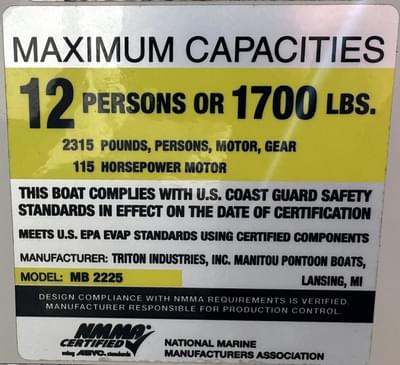 MAXIMUM CAPACITIES
12 PERSONS OR 1700 LBS.
2315 POUNDS, PERSONS, MOTOR, GEAR
115 HORSEPOWER MOTOR
THIS BOAT COMPLIES WITH U.S. COAST GUARD SAFETY
STANDARDS IN EFFECT ON THE DATE OF CERTIFICATION
MEETS U.S. EPA EVAP STANDARDS USING CERTIFIED COMPONENTS
MANUFACTURER: TRITON INDUSTRIES, INC. MANITOU PONTOON BOATS,
LANSING, MI
MODEL: MB 2225
DESIGN COMPLIANCE WITH NMMA REQUIREMENTS IS VERIFIED.
MANUFACTURER RESPONSIBLE FOR PRODUCTION CONTROL.
NMMA
CERTIFIED
using ABYC. standards
NATIONAL MARINE
MANUFACTURERS ASSOCIATION